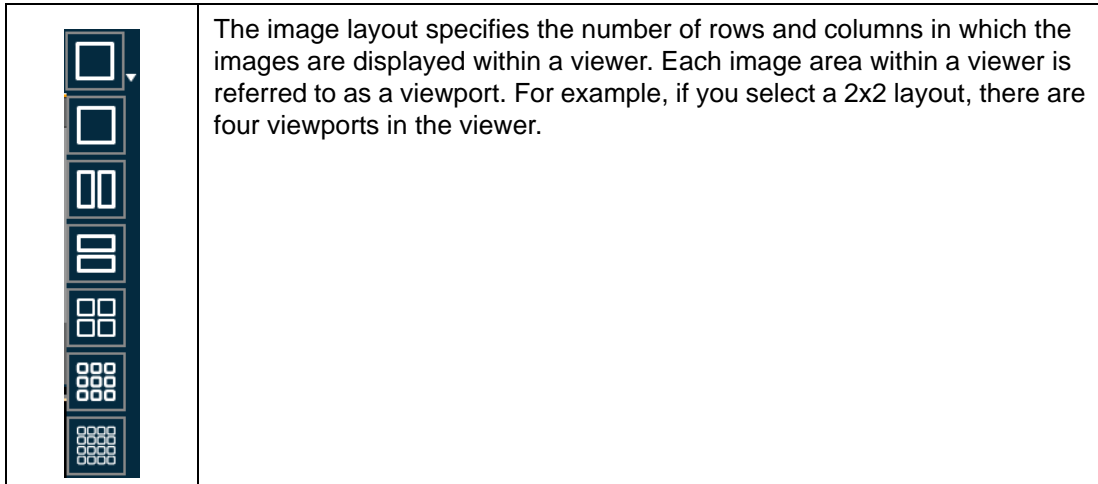 The image layout specifies the number of rows and columns in which the
images are displayed within a viewer. Each image area within a viewer is
referred to as a viewport. For example, if you select a 2x2 layout, there are
four viewports in the viewer.